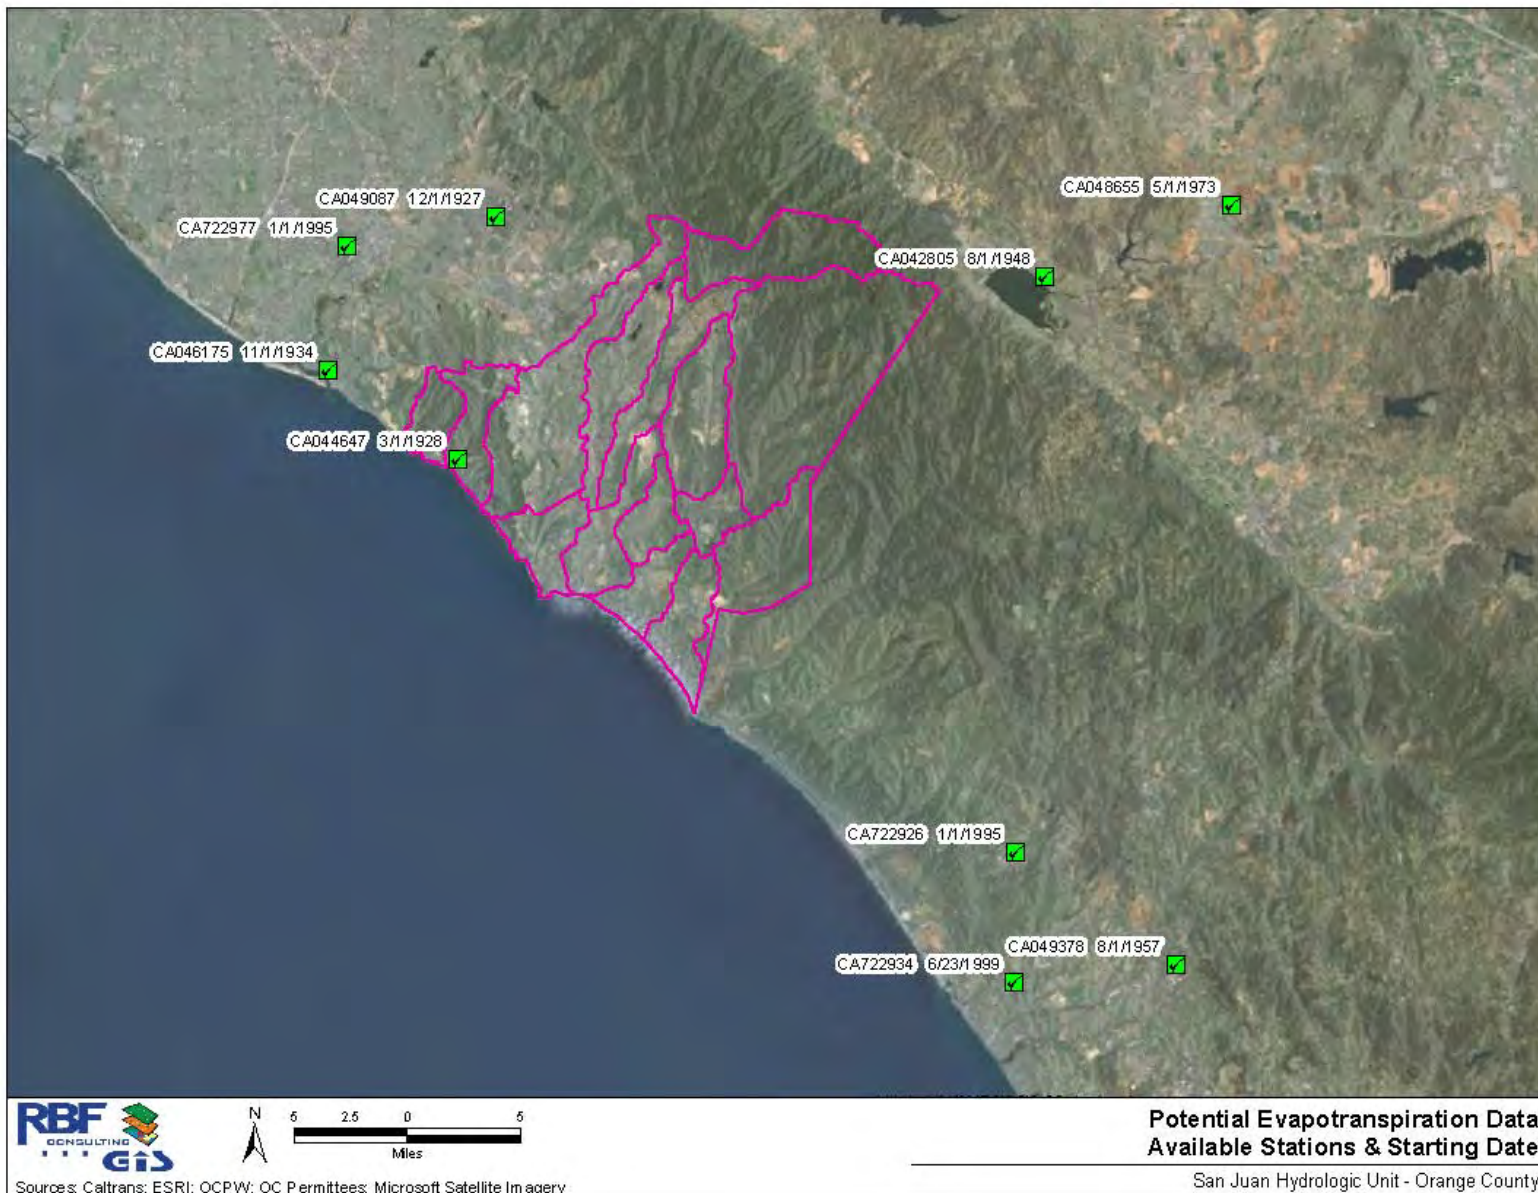 CA049087 12/1/1927
CA048655 5/1/1973
CA722977 1/1/1995
CA042805 8/1/1948
CA046175 11/1/1934
CA044647 3/1/1928
CA722926 1/1/1995
CA049378 8/1/1957
CA722934 6/23/1999
RBF
CONSULTING
GIS
N
5 2.5 0 5
Miles
Potential Evapotranspiration Data
Available Stations & Starting Date
San Juan Hydrologic Unit - Orange County
Sources: Caltrans; ESRI; OCPW; OC Permittees; Microsoft Satellite Imagery